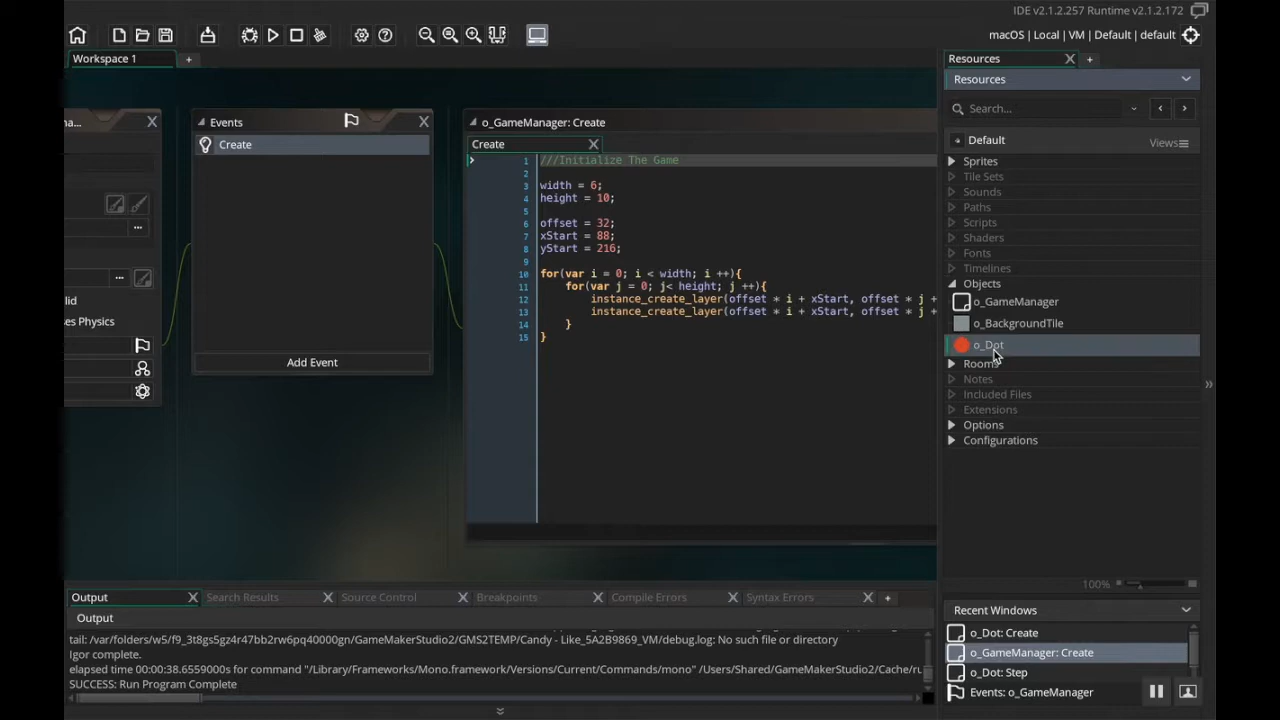 IDE v2.1.2.257 Runtime v2.1.2.172
macOS | Local | VM | Default | default
Workspace 1
+
Resources
+
Resources
Search...
Default
Views
Sprites
Tile Sets
Sounds
Paths
Scripts
Shaders
Fonts
Timelines
Objects
o_GameManager
o_BackgroundTile
o_Dot
Rooms
Notes
Included Files
Extensions
Options
Configurations
100%
Recent Windows
o_Dot: Create
o_GameManager: Create
o_Dot: Step
Events: o_GameManager
na...
lid
es Physics
Events
Create
Add Event
o_GameManager: Create
Create
1 ///Initialize The Game
2
3 width = 6;
4 height = 10;
5
6 offset = 32;
7 xStart = 88;
8 yStart = 216;
9
10 for(var i = 0; i < width; i ++){
11 for(var j = 0; j< height; j ++){
12 instance_create_layer(offset * i + xStart, offset * j +
13 instance_create_layer(offset * i + xStart, offset * j +
14 }
15 }
Output
Search Results
Source Control
Breakpoints
Compile Errors
Syntax Errors
+
Output
tail: /var/folders/w5/f9_3t8gs5gz4r47bb2rw6pq40000gn/GameMakerStudio2/GMS2TEMP/Candy - Like_5A2B9869_VM/debug.log: No such file or directory
Igor complete.
elapsed time 00:00:38.6559000s for command "/Library/Frameworks/Mono.framework/Versions/Current/Commands/mono" /Users/Shared/GameMakerStudio2/Cache/ru
SUCCESS: Run Program Complete